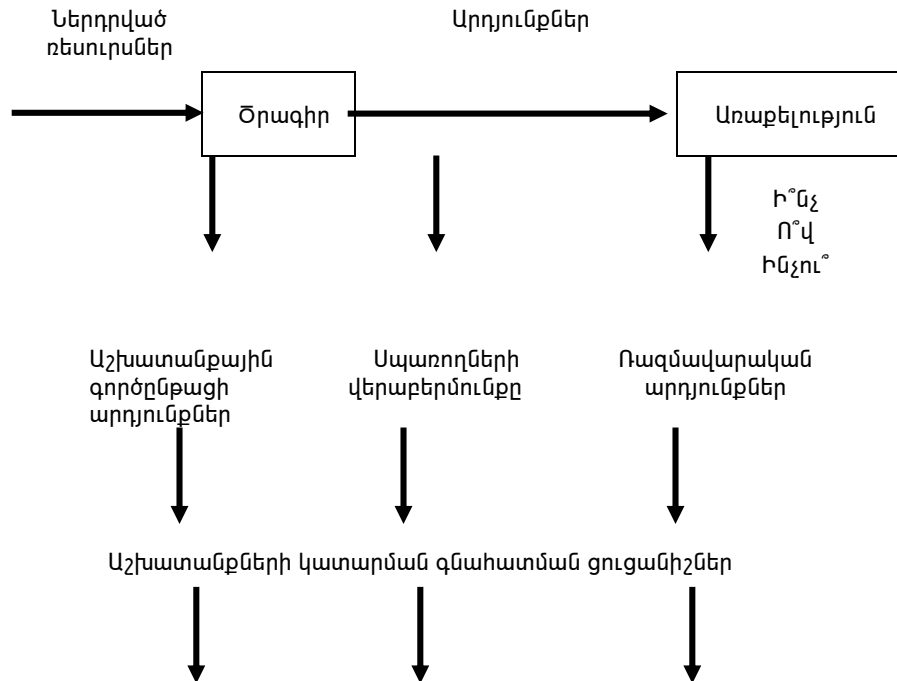 Ներդրված
ռեսուրսներ
Արդյունքներ
Ծրագիր
Առաքելություն
Ի՞նչ
Ո՞վ
Ինչու՞
Աշխատանքային
գործընթացի
արդյունքներ
Սպառողների
վերաբերմունքը
Ռազմավարական
արդյունքներ
Աշխատանքների կատարման գնահատման ցուցանիշներ